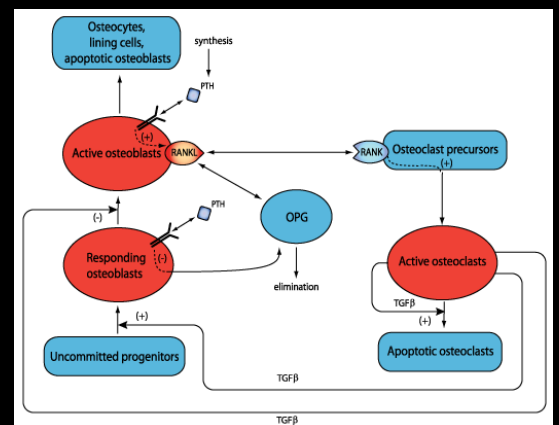 Osteocytes,
lining cells,
apoptotic osteoblasts
synthesis
PTH
(+)
Active osteoblasts
RANKL
RANK
Osteoclast precursors
(+)
(-)
PTH
OPG
Responding
osteoblasts
(-)
Active osteoclasts
elimination
TGFβ
(+)
(+)
Uncommitted progenitors
Apoptotic osteoclasts
TGFβ
TGFβ